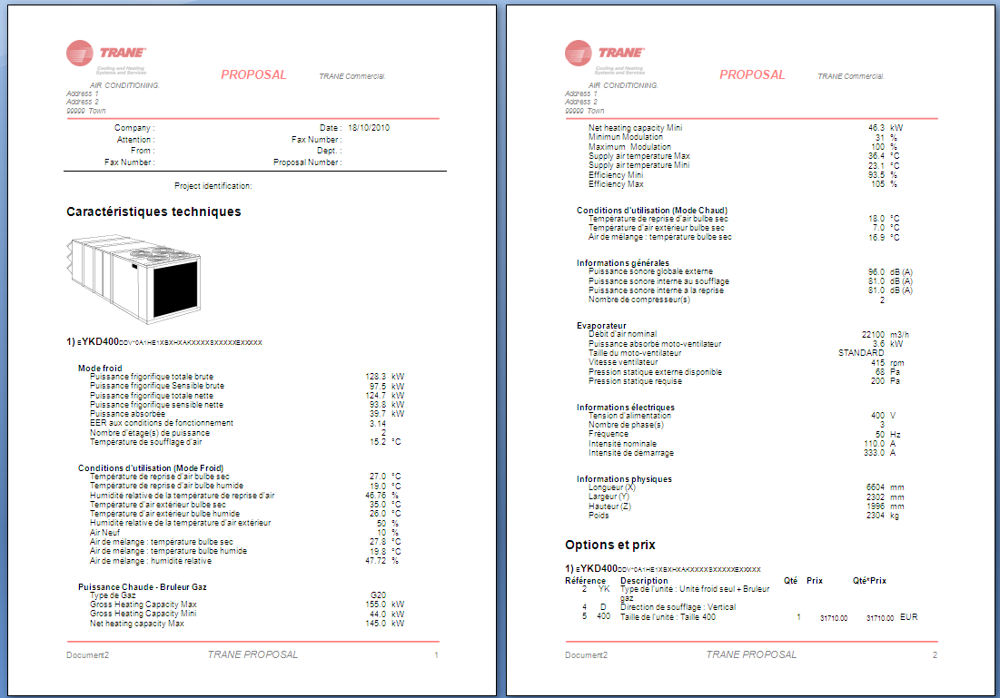 TRANE
Cooling and Heating
Systems and Services
PROPOSAL TRANE Commercial.
AIR CONDITIONING.
Address 1
Address 2
99999 Town
Company : Date : 18/10/2010
Attention : Fax Number :
From : Dept. :
Fax Number : Proposal Number :
Project identification:
Caractéristiques techniques
1) EYKD400DDV*0A1HE1XBXHXAKXXXXSXXXXXEXXXXX
Mode froid
Puissance frigorifique totale brute 128.3 kW
Puissance frigorifique Sensible brute 97.5 kW
Puissance frigorifique totale nette 124.7 kW
Puissance frigorifique sensible nette 93.8 kW
Puissance absorbée 39.7 kW
EER aux conditions de fonctionnement 3.14
Nombre d'étage(s) de puissance 2
Température de soufflage d'air 15.2 °C
Conditions d'utilisation (Mode Froid)
Température de reprise d'air bulbe sec 27.0 °C
Température de reprise d'air bulbe humide 19.0 °C
Humidité relative de la température de reprise d'air 46.76 %
Température d'air extérieur bulbe sec 35.0 °C
Température d'air extérieur bulbe humide 26.0 °C
Humidité relative de la température d'air extérieur 50 %
Air Neuf 10 %
Air de mélange : température bulbe sec 27.8 °C
Air de mélange : température bulbe humide 19.8 °C
Air de mélange : humidité relative 47.72 %
Puissance Chaude - Bruleur Gaz
Type de Gaz G20
Gross Heating Capacity Max 155.0 kW
Gross Heating Capacity Mini 44.0 kW
Net heating capacity Max 145.0 kW
Document2 TRANE PROPOSAL 1
TRANE
Cooling and Heating
Systems and Services
PROPOSAL TRANE Commercial.
AIR CONDITIONING.
Address 1
Address 2
99999 Town
Net heating capacity Mini 46.3 kW
Minimun Modulation 31 %
Maximum Modulation 100 %
Supply air temperature Max 36.4 °C
Supply air temperature Mini 23.1 °C
Efficiency Mini 93.5 %
Efficiency Max 105 %
Conditions d'utilisation (Mode Chaud)
Température de reprise d'air bulbe sec 18.0 °C
Température d'air extérieur bulbe sec 7.0 °C
Air de mélange : température bulbe sec 16.9 °C
Informations générales
Puissance sonore globale externe 96.0 dB (A)
Puissance sonore interne au soufflage 81.0 dB (A)
Puissance sonore interne a la reprise 81.0 dB (A)
Nombre de compresseur(s) 2
Evaporateur
Débit d'air nominal 22100 m3/h
Puissance absorbé moto-ventilateur 3.6 kW
Taille du moto-ventilateur STANDARD
Vitesse ventilateur 415 rpm
Pression statique externe disponible 68 Pa
Pression statique requise 200 Pa
Informations électriques
Tension d'alimentation 400 V
Nombre de phase(s) 3
Fréquence 50 Hz
Intensité nominale 110.0 A
Intensité de démarrage 333.0 A
Informations physiques
Longueur (X) 6604 mm
Largeur (Y) 2302 mm
Hauteur (Z) 1996 mm
Poids 2304 kg
Options et prix
1) EYKD400DDV*0A1HE1XBXHXAKXXXXSXXXXXEXXXXX
Référence Description Qté Prix Qté*Prix
2 YK Type de l'unité : Unité froid seul + Bruleur
gaz
4 D Direction de soufflage : Vertical
5 400 Taille de l'unité : Taille 400 1 31710.00 31710.00 EUR
Document2 TRANE PROPOSAL 2